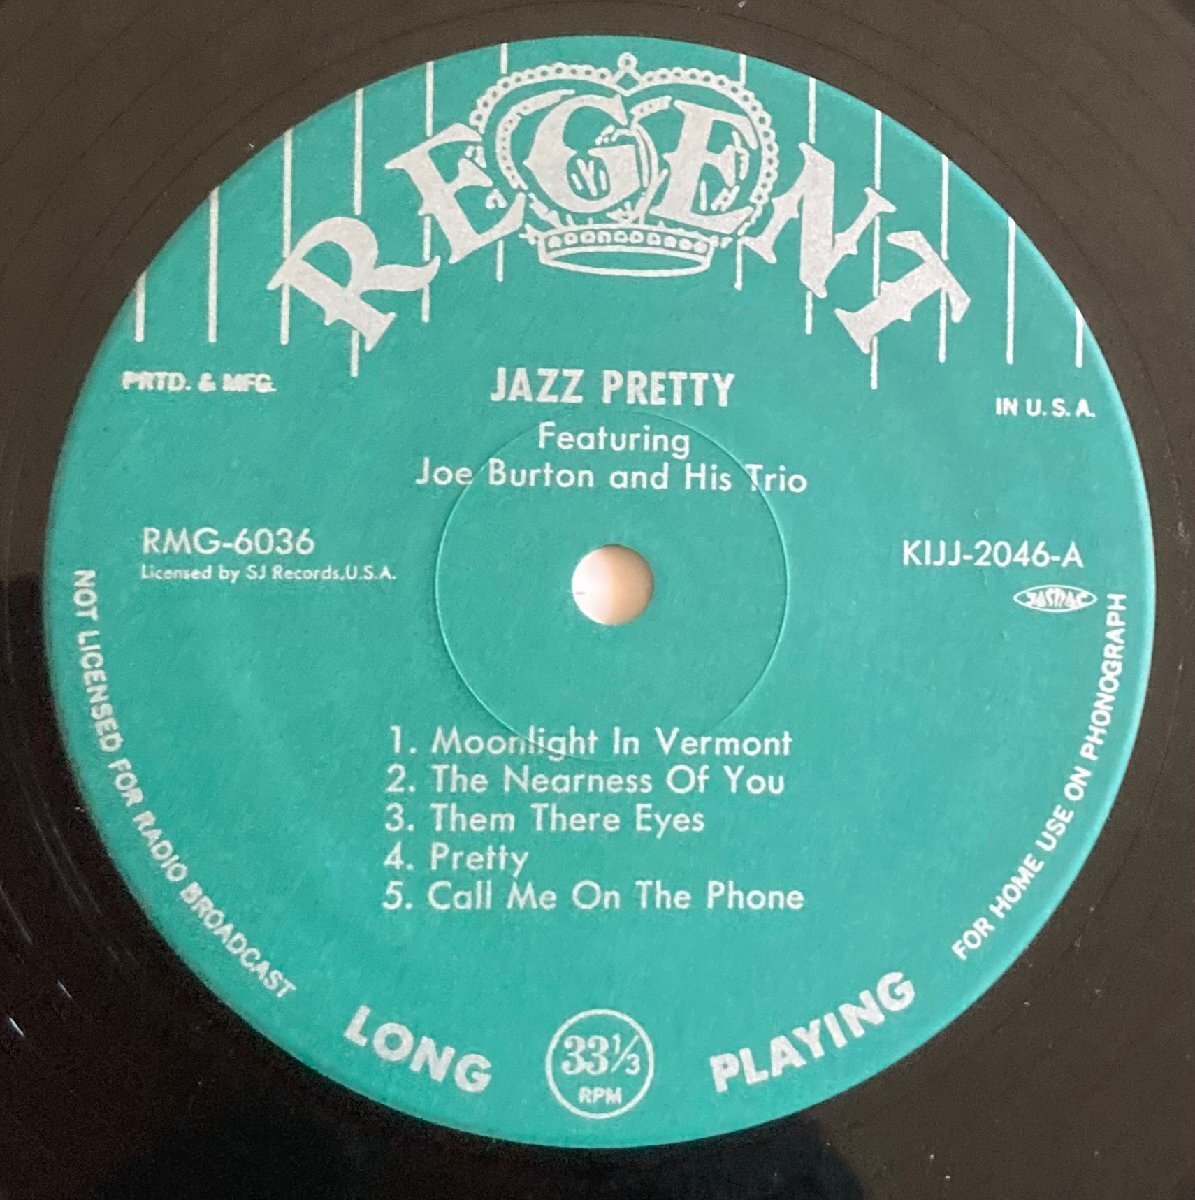 REGENT
PRTD. & MFG.
IN U.S.A.
JAZZ PRETTY
Featuring
Joe Burton and His Trio
RMG-6036
Licensed by SJ Records.U.S.A.
KIJJ-2046-A
JASRAC
1. Moonlight In Vermont
2. The Nearness Of You
3. Them There Eyes
4. Pretty
5. Call Me On The Phone
NOT LICENSED FOR RADIO BROADCAST
FOR HOME USE ON PHONOGRAPH
LONG
33⅓
RPM
PLAYING